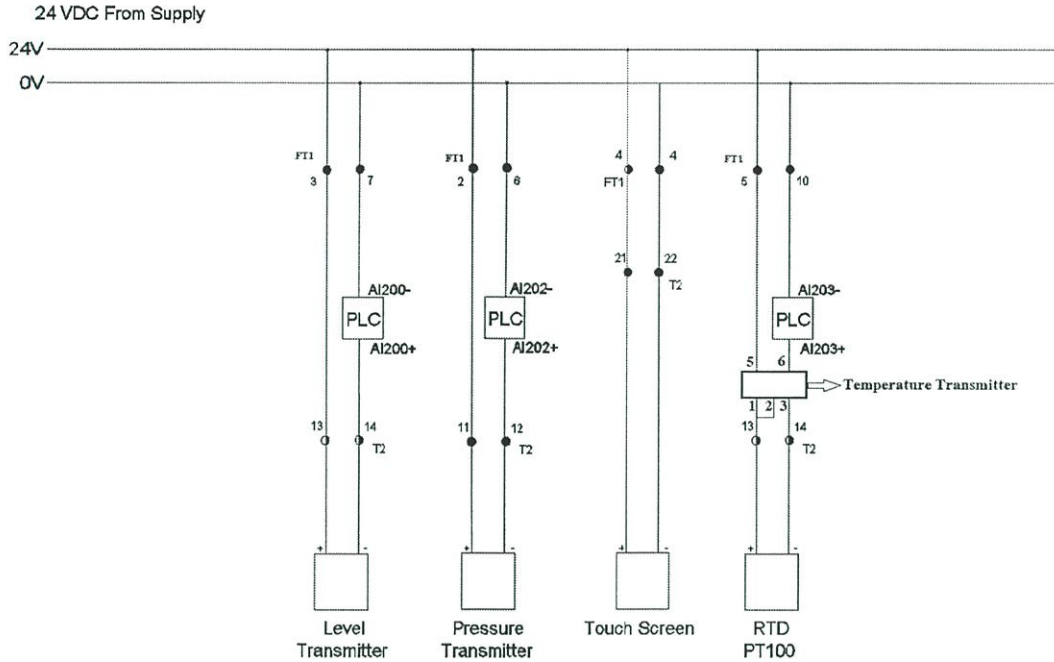 24 VDC From Supply
24V
0V
FT1
3
7
FT1
2
6
4
4
FT1
FT1
5
10
21
22
T2
AI200-
PLC
AI200+
AI202-
PLC
AI202+
AI203-
PLC
AI203+
5
6
Temperature Transmitter
1
2
3
13
14
T2
11
12
T2
13
14
T2
+ -
+ -
+ -
+ -
Level
Transmitter
Pressure
Transmitter
Touch Screen
RTD
PT100